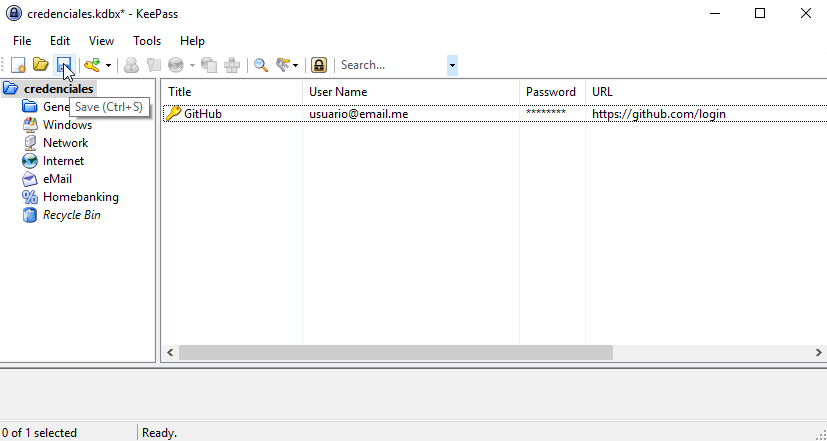 credenciales.kdbx* - KeePass
File Edit View Tools Help
Search...
credenciales
Gene
Save (Ctrl+S)
Windows
Network
Internet
eMail
Homebanking
Recycle Bin
Title User Name Password URL
GitHub usuario@email.me ******** https://github.com/login
0 of 1 selected Ready.